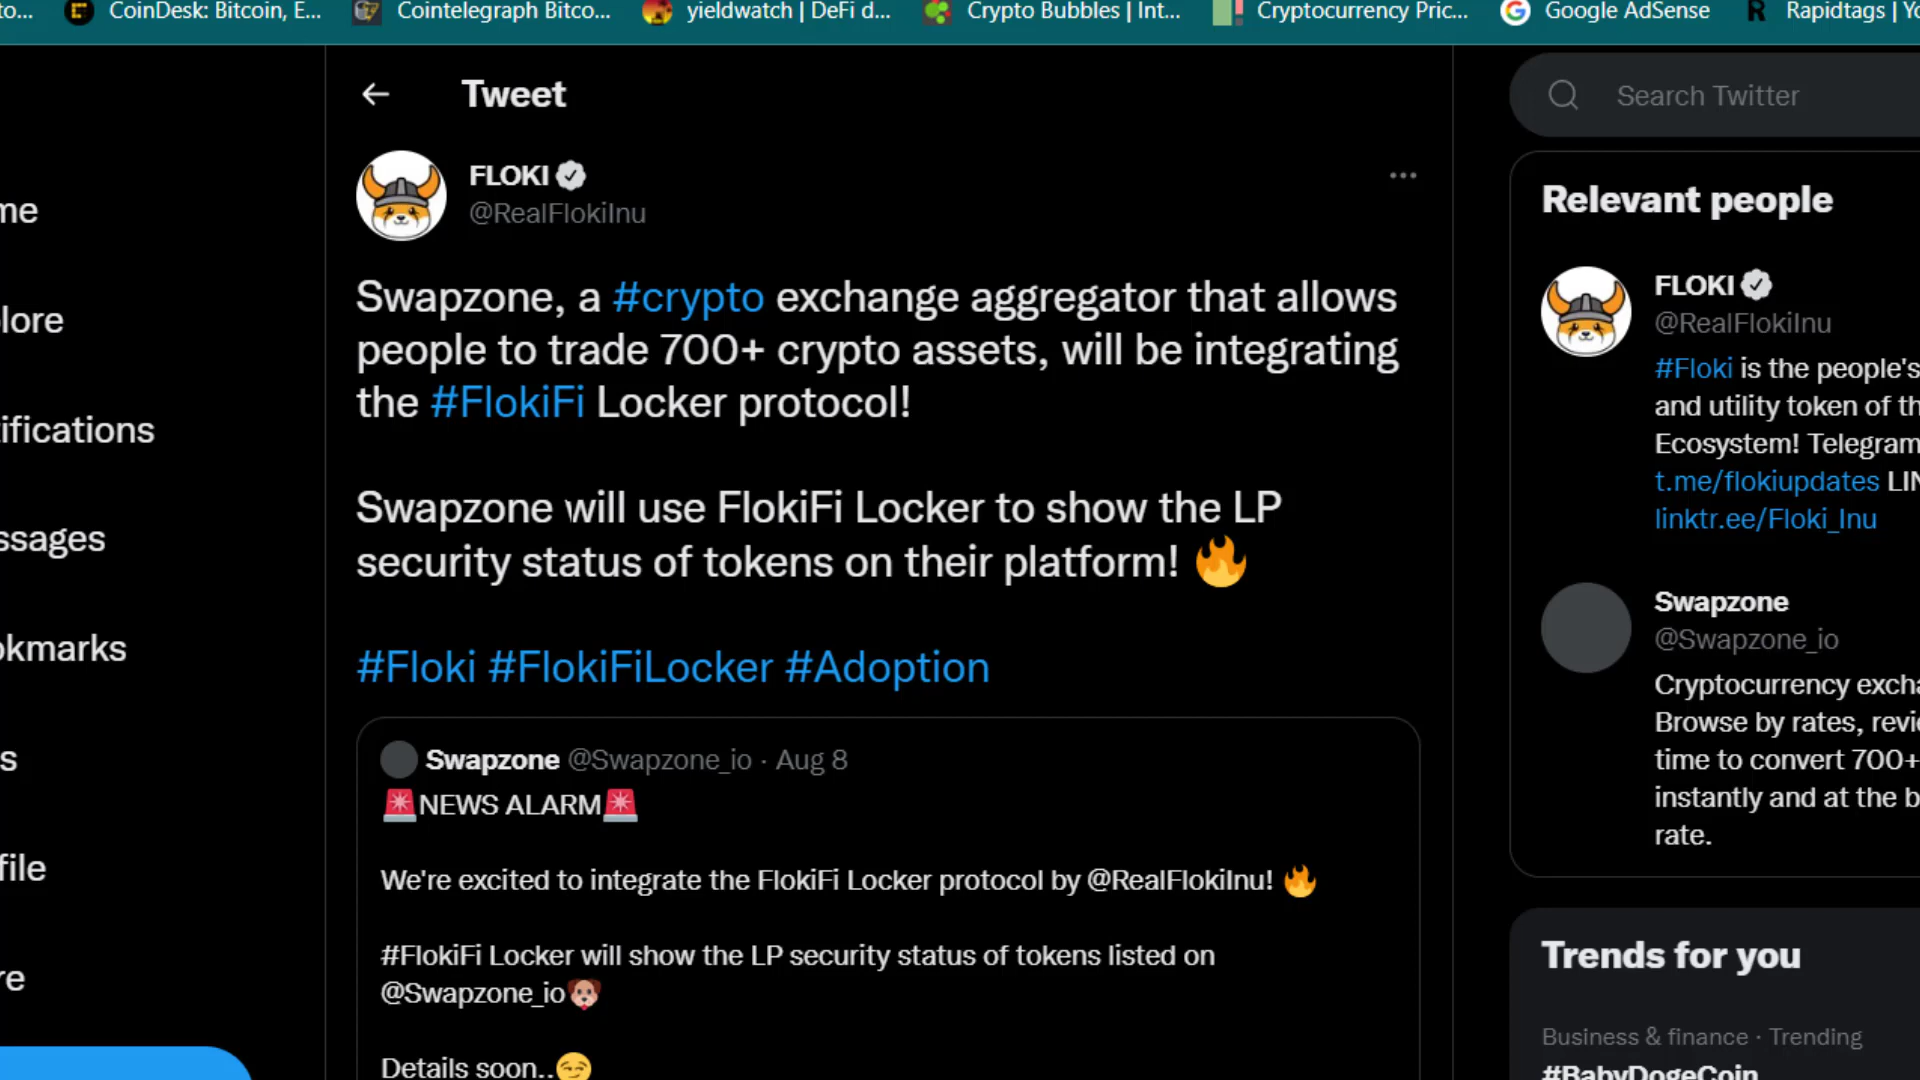 to...
CoinDesk: Bitcoin, E...
Cointelegraph Bitco...
yieldwatch | DeFi d...
Crypto Bubbles | Int...
Cryptocurrency Pric...
Google AdSense
Rapidtags | Yo
Tweet
Search Twitter
FLOKI
@RealFlokiInu
Swapzone, a #crypto exchange aggregator that allows
people to trade 700+ crypto assets, will be integrating
the #FlokiFi Locker protocol!
Swapzone will use FlokiFi Locker to show the LP
security status of tokens on their platform! 🔥
#Floki #FlokiFiLocker #Adoption
Swapzone @Swapzone_io · Aug 8
🚨NEWS ALARM🚨
We're excited to integrate the FlokiFi Locker protocol by @RealFlokiInu! 🔥
#FlokiFi Locker will show the LP security status of tokens listed on
@Swapzone_io🐶
Details soon..😏
me
lore
ifications
ssages
okmarks
s
file
re
Relevant people
FLOKI
@RealFlokiInu
#Floki is the people's
and utility token of th
Ecosystem! Telegram
t.me/flokiupdates LIN
linktr.ee/Floki_Inu
Swapzone
@Swapzone_io
Cryptocurrency excha
Browse by rates, revie
time to convert 700+
instantly and at the b
rate.
Trends for you
Business & finance · Trending
#BabyDogeCoin